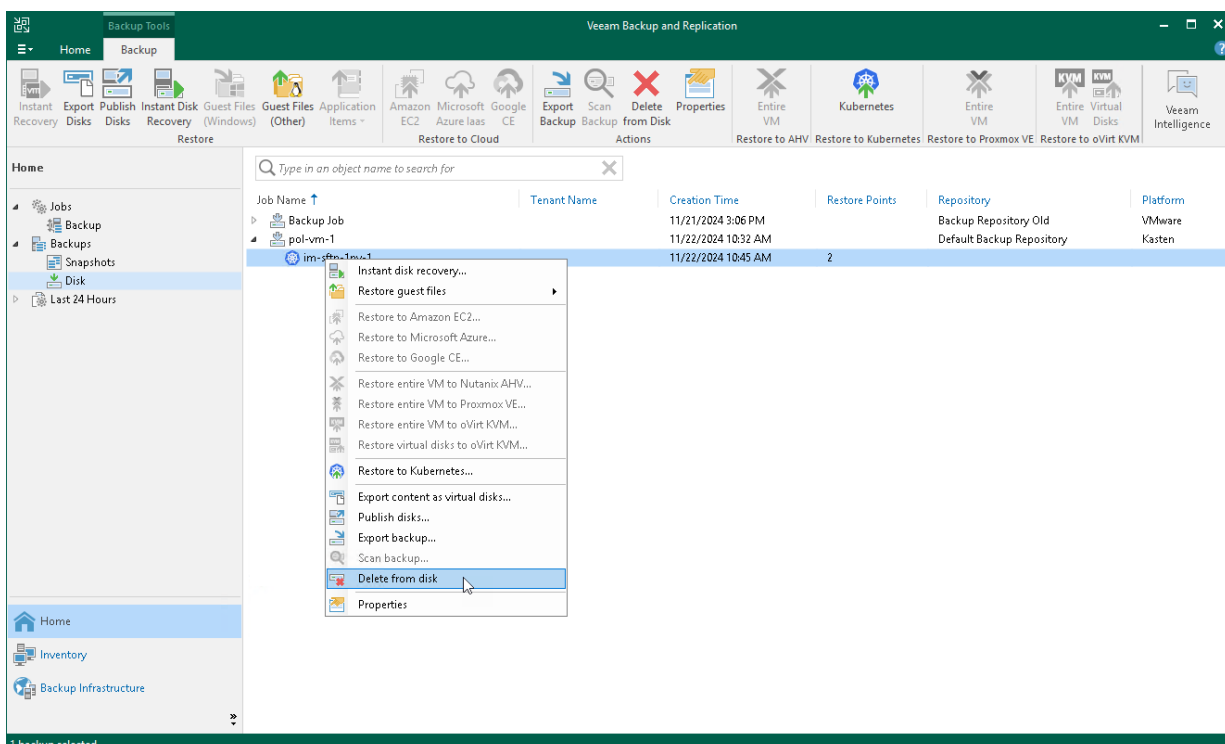 Backup Tools
Veeam Backup and Replication
Home
Backup
Instant Recovery
Export Disks
Publish Disks
Instant Disk Recovery
Guest Files (Windows)
Guest Files (Other)
Application Items
Amazon EC2
Microsoft Azure Iaas
Google CE
Export Backup
Scan Backup
Delete from Disk
Properties
Entire VM
Kubernetes
Entire VM
KVM
Entire VM
KVM
Virtual Disks
Veeam Intelligence
Restore
Restore to Cloud
Actions
Restore to AHV
Restore to Kubernetes
Restore to Proxmox VE
Restore to oVirt KVM
Home
Type in an object name to search for
Jobs
Backup
Backups
Snapshots
Disk
Last 24 Hours
Job Name Tenant Name Creation Time Restore Points Repository Platform
Backup Job 11/21/2024 3:06 PM Backup Repository Old VMware
pol-vm-1 11/22/2024 10:32 AM Default Backup Repository Kasten
11/22/2024 10:45 AM 2
Instant disk recovery...
Restore guest files
Restore to Amazon EC2...
Restore to Microsoft Azure...
Restore to Google CE...
Restore entire VM to Nutanix AHV...
Restore entire VM to Proxmox VE...
Restore entire VM to oVirt KVM...
Restore virtual disks to oVirt KVM...
Restore to Kubernetes...
Export content as virtual disks...
Publish disks...
Export backup...
Scan backup...
Delete from disk
Properties
Home
Inventory
Backup Infrastructure
1 backup selected